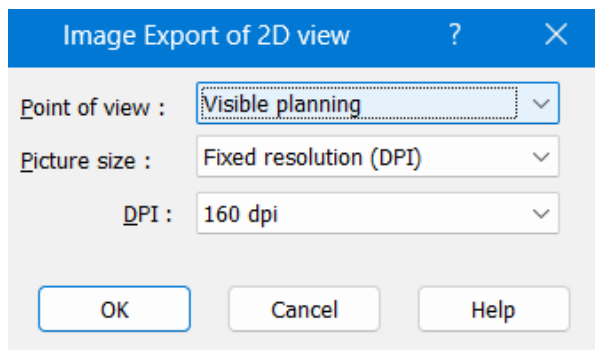 Image Export of 2D view ?
Point of view : Visible planning
Picture size : Fixed resolution (DPI)
DPI : 160 dpi
OK Cancel Help